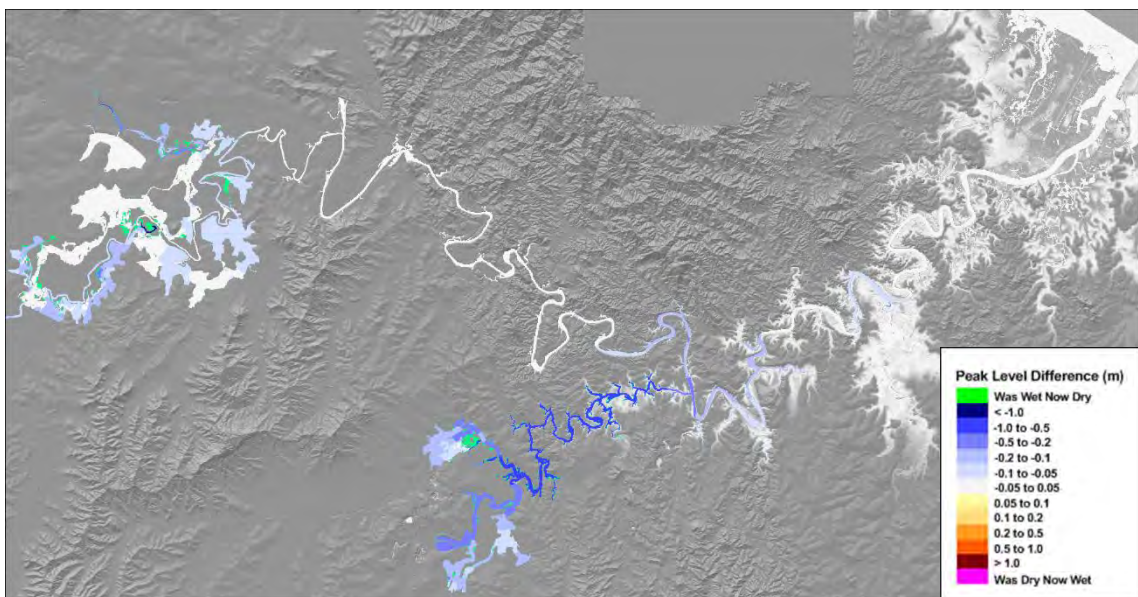 Peak Level Difference (m)
Was Wet Now Dry
< -1.0
-1.0 to -0.5
-0.5 to -0.2
-0.2 to -0.1
-0.1 to -0.05
-0.05 to 0.05
0.05 to 0.1
0.1 to 0.2
0.2 to 0.5
0.5 to 1.0
> 1.0
Was Dry Now Wet